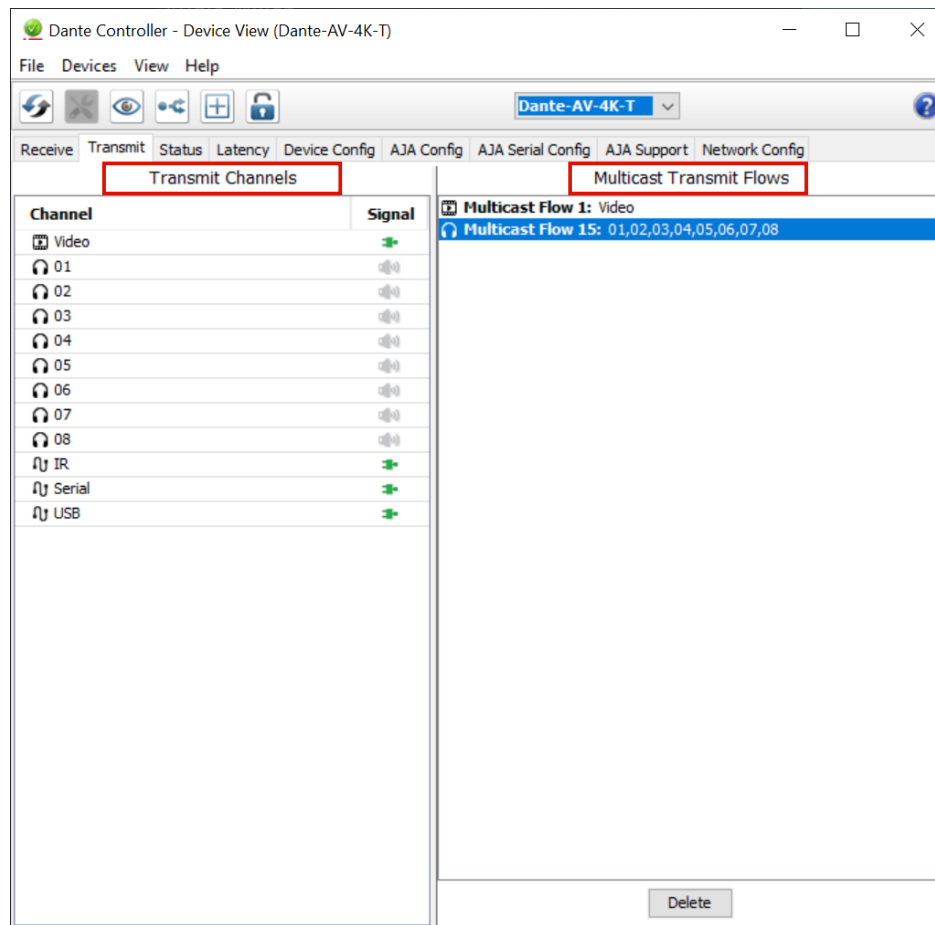 Dante Controller - Device View (Dante-AV-4K-T)
File Devices View Help
Dante-AV-4K-T
?
Receive Transmit Status Latency Device Config AJA Config AJA Serial Config AJA Support Network Config
Transmit Channels
Channel Signal
Video
01
02
03
04
05
06
07
08
IR
Serial
USB
Multicast Transmit Flows
Multicast Flow 1: Video
Multicast Flow 15: 01,02,03,04,05,06,07,08
Delete